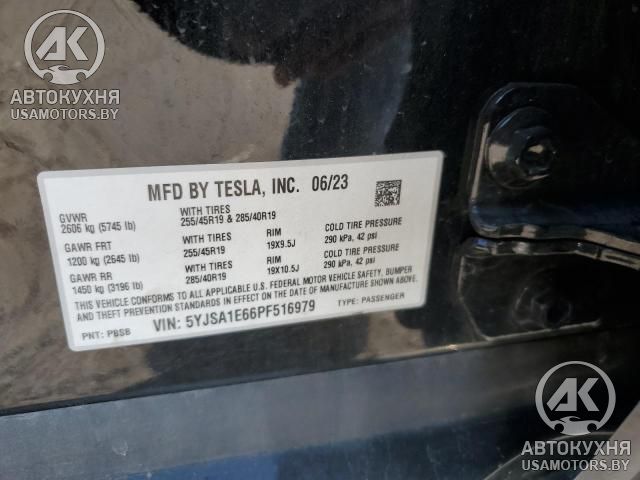 AK
АВТОКУХНЯ
USAMOTORS.BY
MFD BY TESLA, INC. 06/23
GVWR
2606 kg (5745 lb)
WITH TIRES
255/45R19 & 285/40R19
GAWR FRT
1200 kg (2645 lb)
WITH TIRES
255/45R19
RIM
19X9.5J
COLD TIRE PRESSURE
290 kPa, 42 psi
GAWR RR
1450 kg (3196 lb)
WITH TIRES
285/40R19
RIM
19X10.5J
COLD TIRE PRESSURE
290 kPa, 42 psi
THIS VEHICLE CONFORMS TO ALL APPLICABLE U.S. FEDERAL MOTOR VEHICLE SAFETY, BUMPER
AND THEFT PREVENTION STANDARDS IN EFFECT ON THE DATE OF MANUFACTURE SHOWN ABOVE.
PNT: PBSB
VIN: 5YJSA1E66PF516979
TYPE: PASSENGER
AK
АВТОКУХНЯ
USAMOTORS.BY